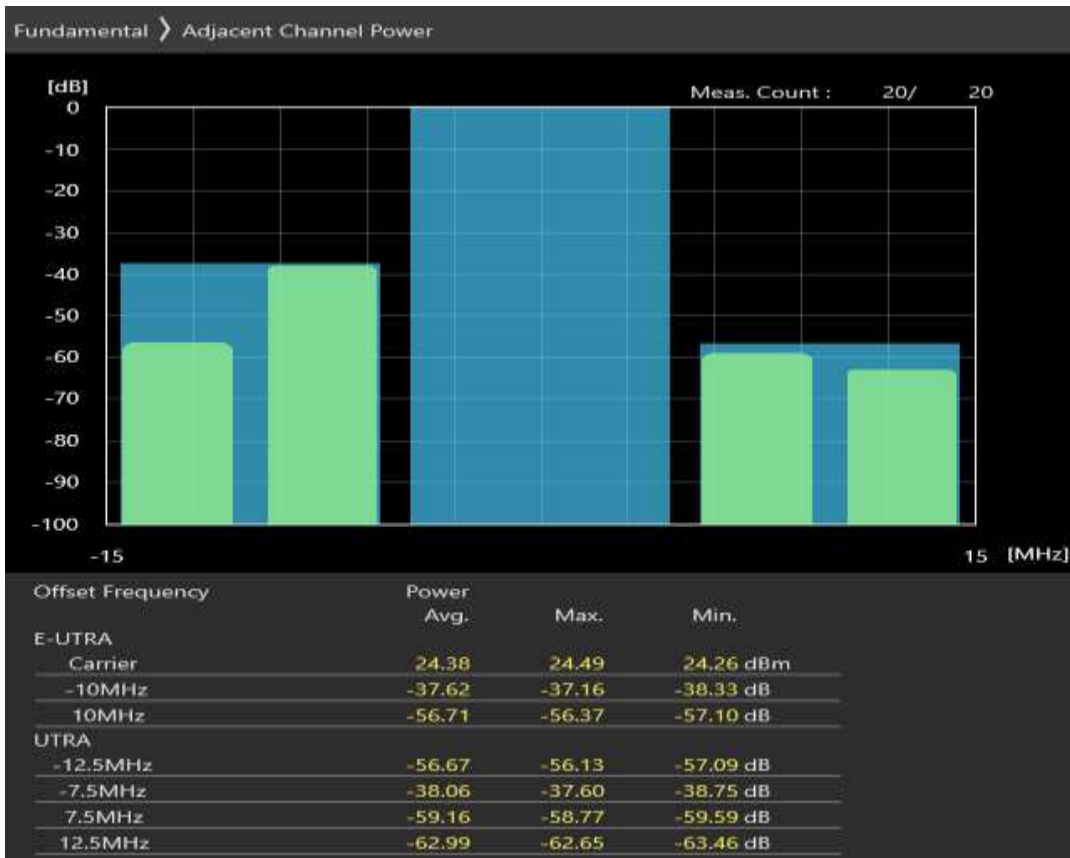 Fundamental 》 Adjacent Channel Power
[dB]
Meas. Count : 20/ 20
0
-10
-20
-30
-40
-50
-60
-70
-80
-90
-100
-15 15 [MHz]
Offset Frequency Power
Avg. Max. Min.
E-UTRA
Carrier 24.38 24.49 24.26 dBm
-10MHz -37.62 -37.16 -38.33 dB
10MHz -56.71 -56.37 -57.10 dB
UTRA
-12.5MHz -56.67 -56.13 -57.09 dB
-7.5MHz -38.06 -37.60 -38.75 dB
7.5MHz -59.16 -58.77 -59.59 dB
12.5MHz -62.99 -62.65 -63.46 dB